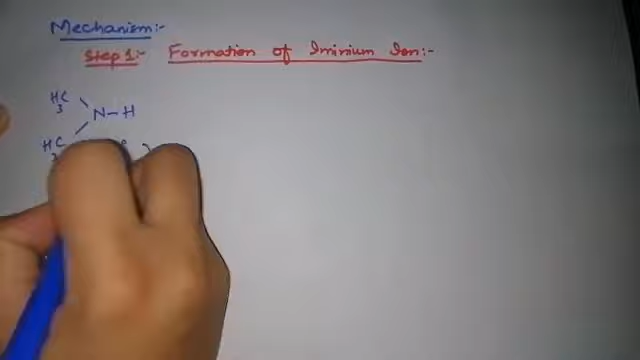 Mechanism:-
Step 1:- Formation of Iminium Ion:-
H3C
N-H
H3C